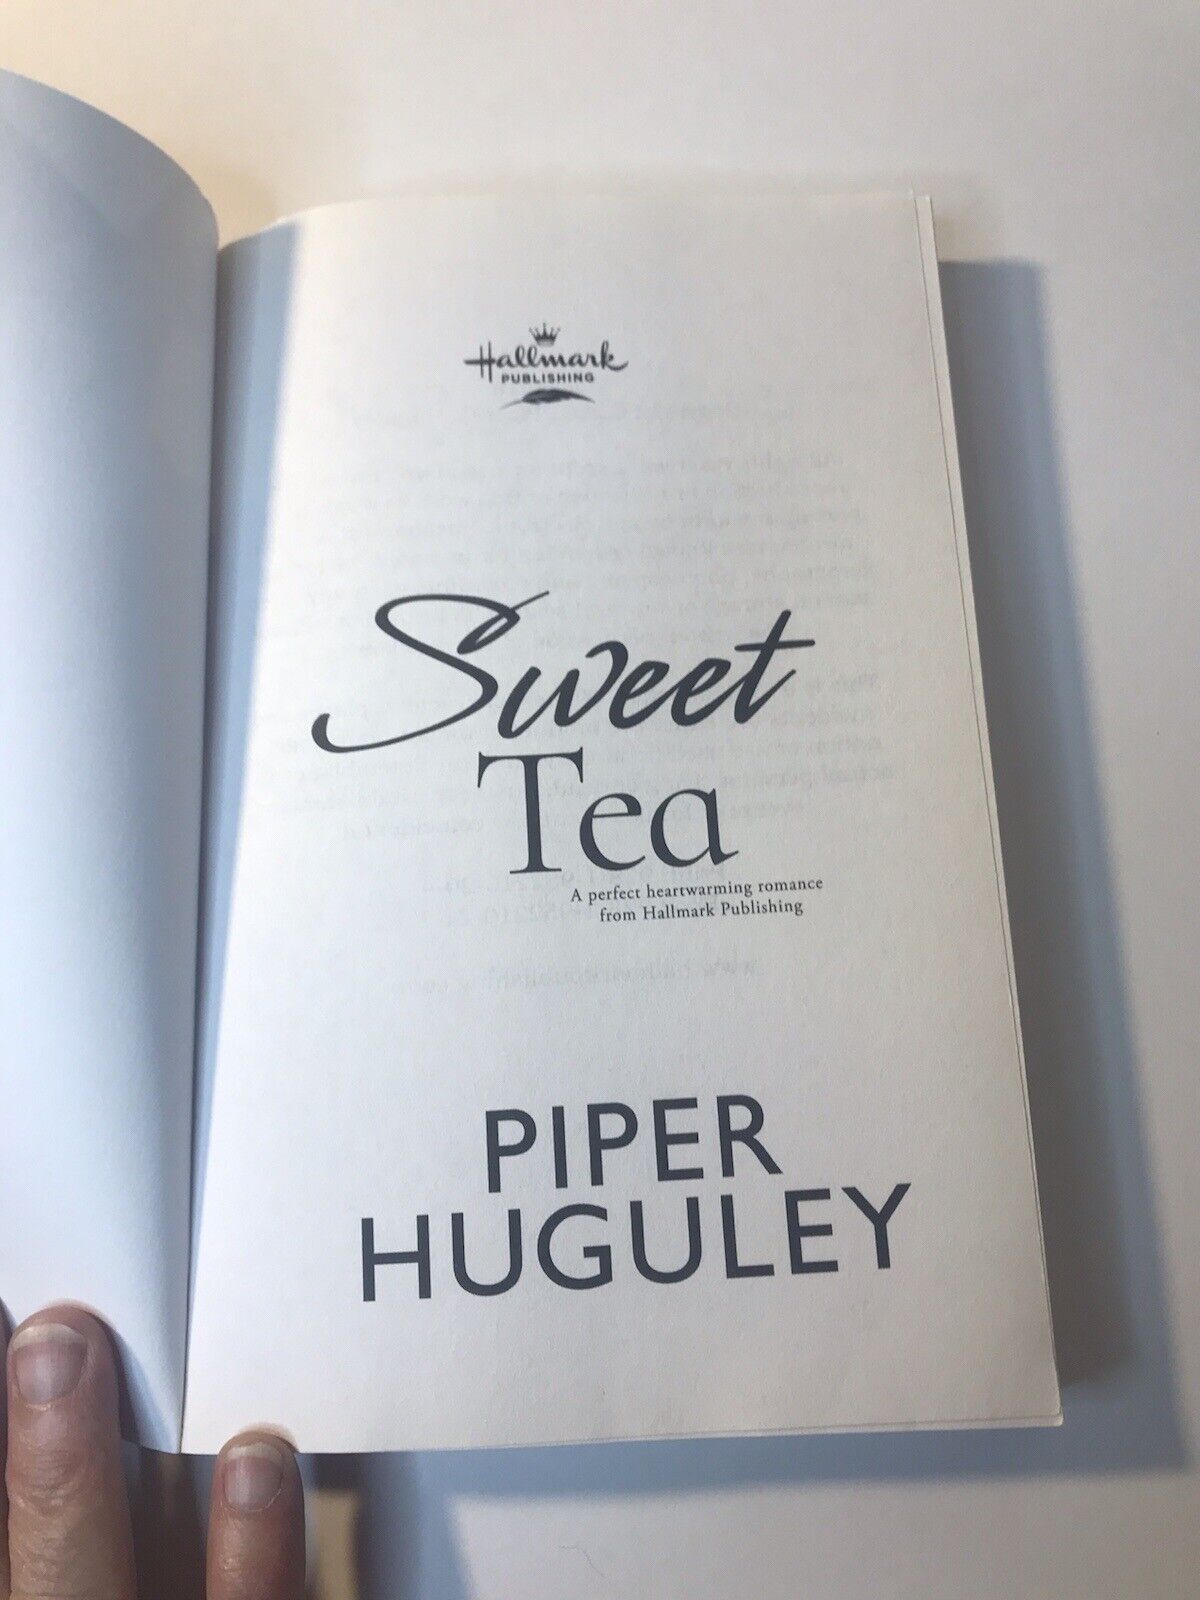 Hallmark
PUBLISHING
Sweet
Tea
A perfect heartwarming romance
from Hallmark Publishing
PIPER
HUGULEY